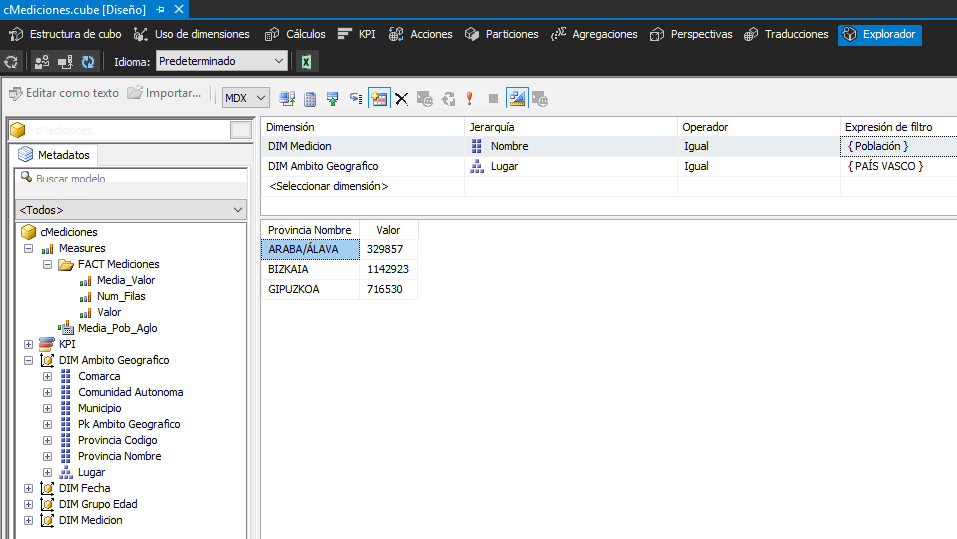 cMediciones.cube [Diseño]
Estructura de cubo Uso de dimensiones Cálculos KPI Acciones Particiones Agregaciones Perspectivas Traducciones Explorador
Idioma: Predeterminado
Editar como texto Importar... MDX
cMediciones
Metadatos
Buscar modelo
<Todos>
cMediciones
Measures
FACT Mediciones
Media_Valor
Num_Filas
Valor
Media_Pob_Aglo
KPI
DIM Ambito Geografico
Comarca
Comunidad Autonoma
Municipio
Pk Ambito Geografico
Provincia Codigo
Provincia Nombre
Lugar
DIM Fecha
DIM Grupo Edad
DIM Medicion
Dimensión Jerarquía Operador Expresión de filtro
DIM Medicion Nombre Igual { Población }
DIM Ambito Geografico Lugar Igual { PAÍS VASCO }
<Seleccionar dimensión>
Provincia Nombre Valor
ARABA/ÁLAVA 329857
BIZKAIA 1142923
GIPUZKOA 716530